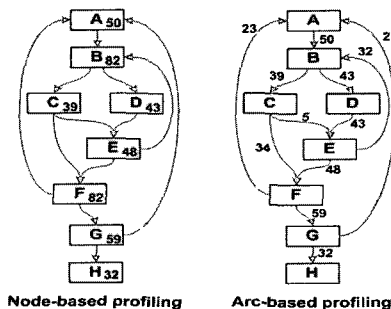 A 50
B 82
C 39
D 43
E 48
F 82
G 59
H 32
Node-based profiling
23
A
2
50
32
B
39
43
C
D
5
43
E
34
48
F
59
G
32
H
Arc-based profiling